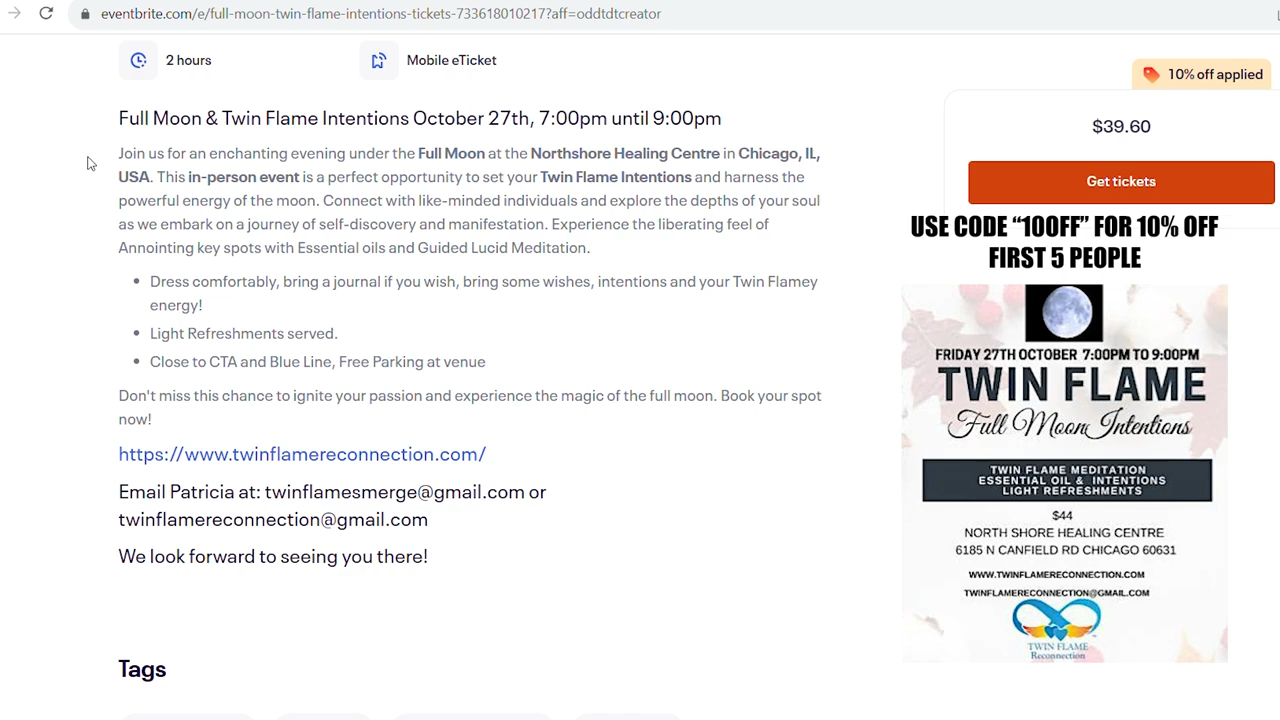 eventbrite.com/e/full-moon-twin-flame-intentions-tickets-733618010217?aff=oddtdtcreator
2 hours
Mobile eTicket
Full Moon & Twin Flame Intentions October 27th, 7:00pm until 9:00pm
Join us for an enchanting evening under the Full Moon at the Northshore Healing Centre in Chicago, IL,
USA. This in-person event is a perfect opportunity to set your Twin Flame Intentions and harness the
powerful energy of the moon. Connect with like-minded individuals and explore the depths of your soul
as we embark on a journey of self-discovery and manifestation. Experience the liberating feel of
Annointing key spots with Essential oils and Guided Lucid Meditation.
• Dress comfortably, bring a journal if you wish, bring some wishes, intentions and your Twin Flamey
energy!
• Light Refreshments served.
• Close to CTA and Blue Line, Free Parking at venue
Don't miss this chance to ignite your passion and experience the magic of the full moon. Book your spot
now!
https://www.twinflamereconnection.com/
Email Patricia at: twinflamesmerge@gmail.com or
twinflamereconnection@gmail.com
We look forward to seeing you there!
Tags
10% off applied
$39.60
Get tickets
USE CODE “10OFF” FOR 10% OFF
FIRST 5 PEOPLE
FRIDAY 27TH OCTOBER 7:00PM TO 9:00PM
TWIN FLAME
Full Moon Intentions
TWIN FLAME MEDITATION
ESSENTIAL OIL & INTENTIONS
LIGHT REFRESHMENTS
$44
NORTH SHORE HEALING CENTRE
6185 N CANFIELD RD CHICAGO 60631
WWW.TWINFLAMERECONNECTION.COM
TWINFLAMERECONNECTION@GMAIL.COM
TWIN FLAME
Reconnection